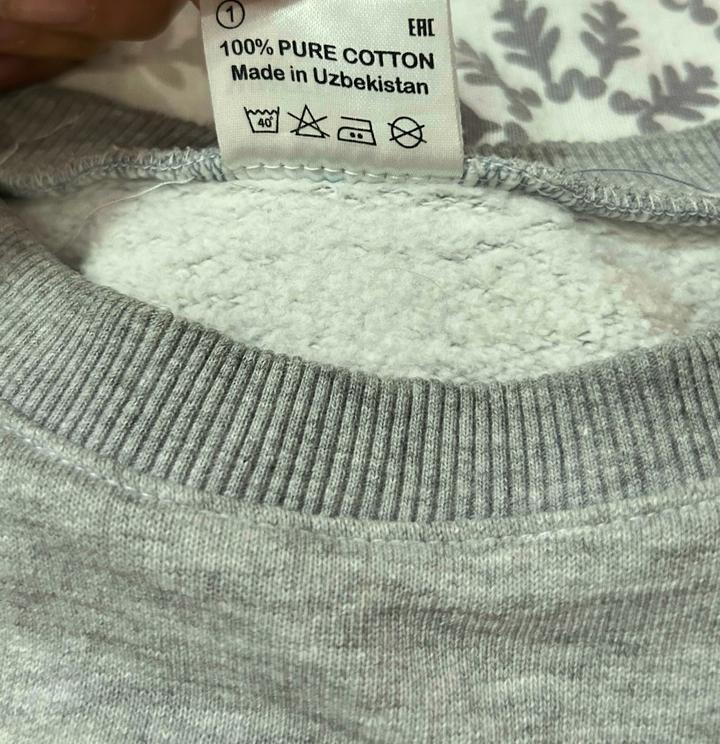 1
EAC
100% PURE COTTON
Made in Uzbekistan
40°